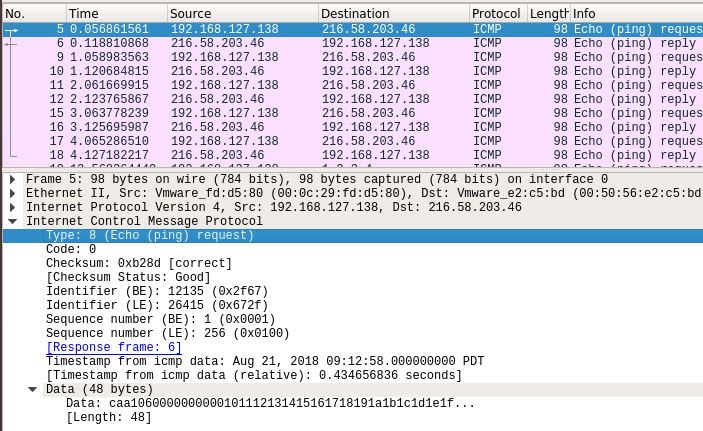 No. Time Source Destination Protocol Length Info
5 0.056861561 192.168.127.138 216.58.203.46 ICMP 98 Echo (ping) reques
6 0.118810868 216.58.203.46 192.168.127.138 ICMP 98 Echo (ping) reply
9 1.058983563 192.168.127.138 216.58.203.46 ICMP 98 Echo (ping) reques
10 1.120684815 216.58.203.46 192.168.127.138 ICMP 98 Echo (ping) reply
11 2.061669915 192.168.127.138 216.58.203.46 ICMP 98 Echo (ping) reques
12 2.123765867 216.58.203.46 192.168.127.138 ICMP 98 Echo (ping) reply
15 3.063778239 192.168.127.138 216.58.203.46 ICMP 98 Echo (ping) reques
16 3.125695987 216.58.203.46 192.168.127.138 ICMP 98 Echo (ping) reply
17 4.065286510 192.168.127.138 216.58.203.46 ICMP 98 Echo (ping) reques
18 4.127182217 216.58.203.46 192.168.127.138 ICMP 98 Echo (ping) reply
Frame 5: 98 bytes on wire (784 bits), 98 bytes captured (784 bits) on interface 0
Ethernet II, Src: Vmware_fd:d5:80 (00:0c:29:fd:d5:80), Dst: Vmware_e2:c5:bd (00:50:56:e2:c5:bd
Internet Protocol Version 4, Src: 192.168.127.138, Dst: 216.58.203.46
Internet Control Message Protocol
Type: 8 (Echo (ping) request)
Code: 0
Checksum: 0xb28d [correct]
[Checksum Status: Good]
Identifier (BE): 12135 (0x2f67)
Identifier (LE): 26415 (0x672f)
Sequence number (BE): 1 (0x0001)
Sequence number (LE): 256 (0x0100)
[Response frame: 6]
Timestamp from icmp data: Aug 21, 2018 09:12:58.000000000 PDT
[Timestamp from icmp data (relative): 0.434656836 seconds]
Data (48 bytes)
Data: caa1060000000000101112131415161718191a1b1c1d1e1f...
[Length: 48]